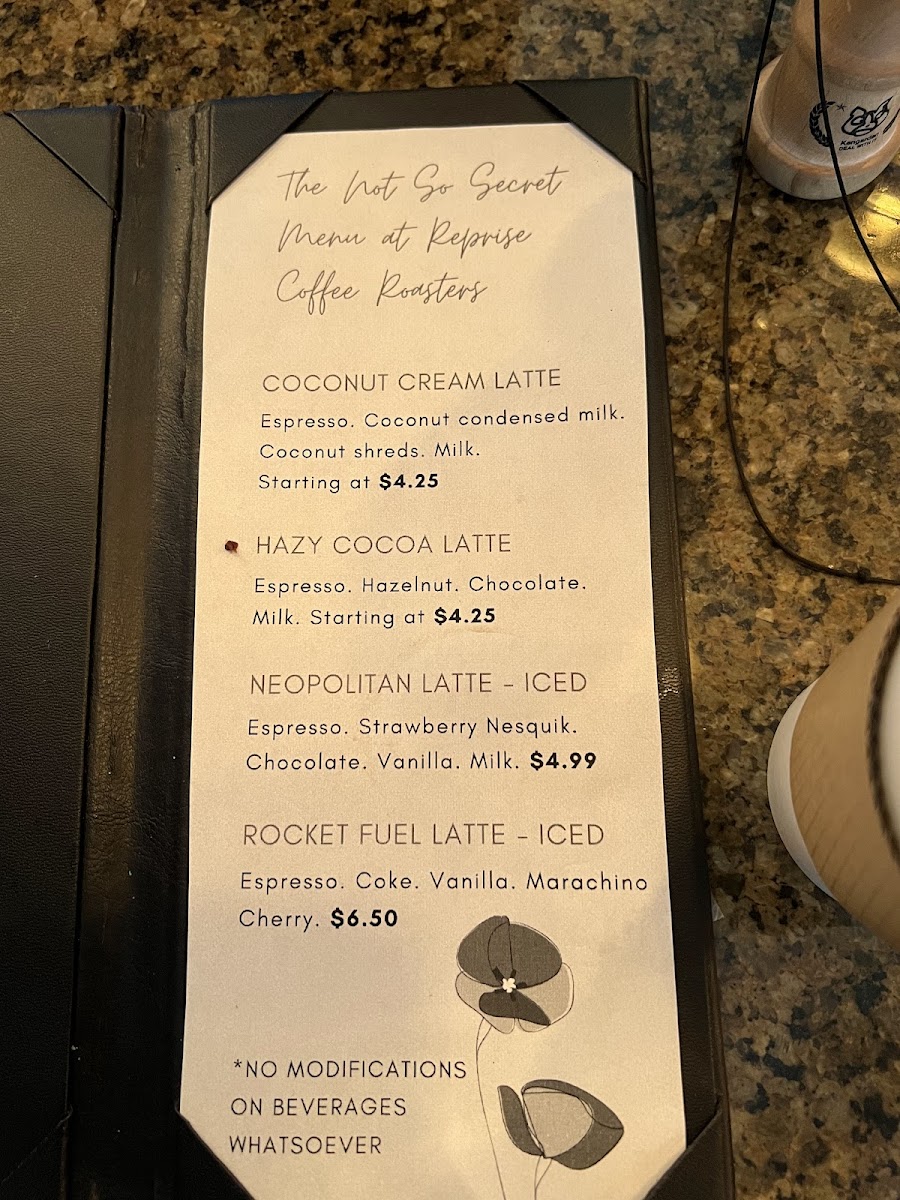 The Not So Secret
Menu at Reprise
Coffee Roasters
COCONUT CREAM LATTE
Espresso. Coconut condensed milk.
Coconut shreds. Milk.
Starting at $4.25
HAZY COCOA LATTE
Espresso. Hazelnut. Chocolate.
Milk. Starting at $4.25
NEOPOLITAN LATTE - ICED
Espresso. Strawberry Nesquik.
Chocolate. Vanilla. Milk. $4.99
ROCKET FUEL LATTE - ICED
Espresso. Coke. Vanilla. Marachino
Cherry. $6.50
*NO MODIFICATIONS
ON BEVERAGES
WHATSOEVER